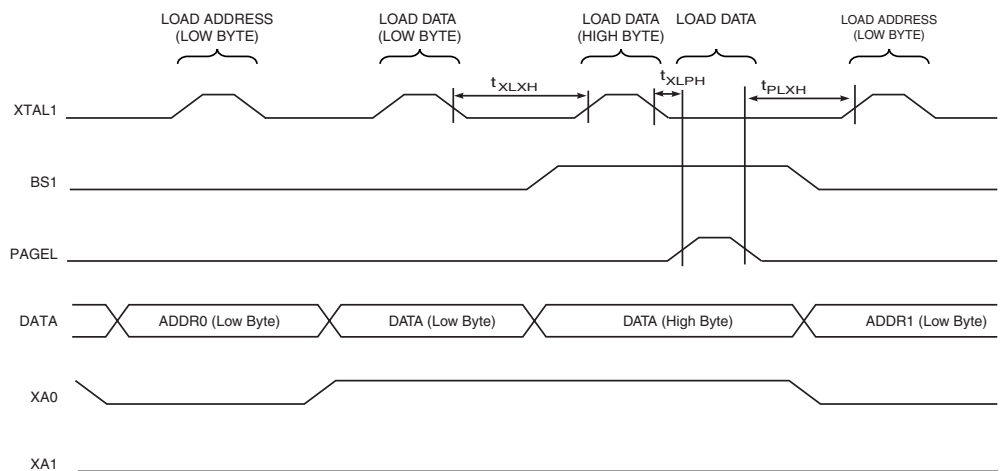 LOAD ADDRESS
(LOW BYTE)
LOAD DATA
(LOW BYTE)
LOAD DATA
(HIGH BYTE)
LOAD DATA
LOAD ADDRESS
(LOW BYTE)
tXLXH
tXLPH
tPLXH
XTAL1
BS1
PAGEL
DATA
ADDR0 (Low Byte)
DATA (Low Byte)
DATA (High Byte)
ADDR1 (Low Byte)
XA0
XA1